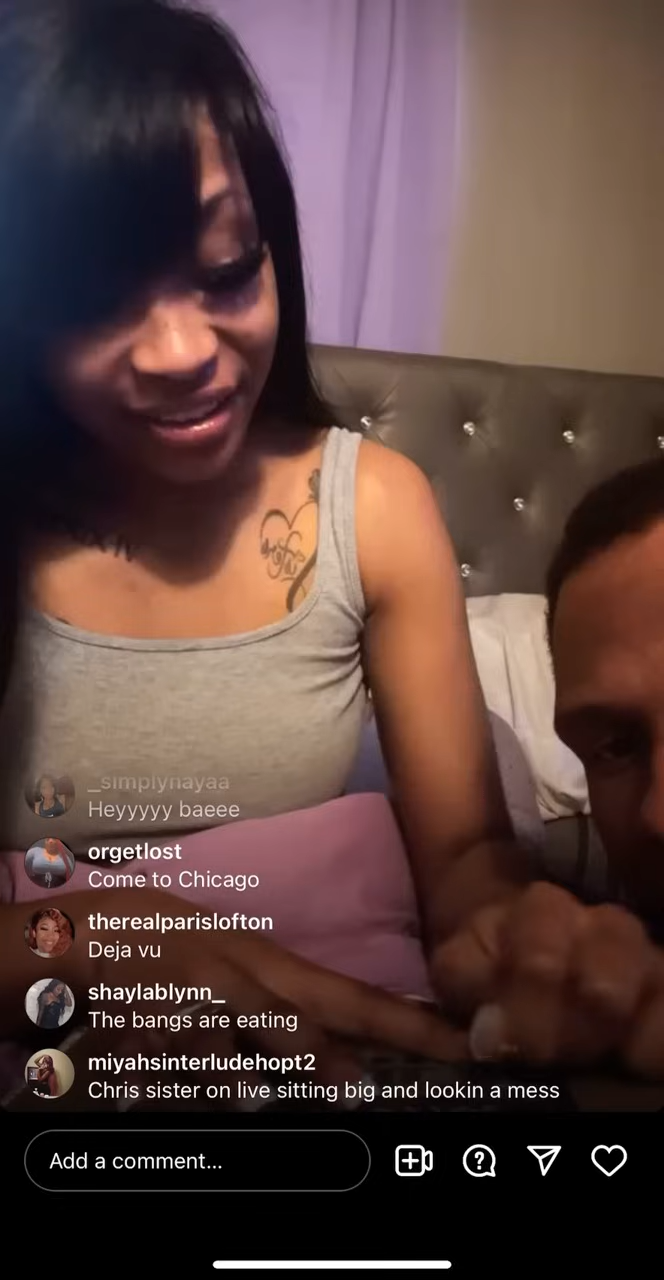 _simplynayaa
Heyyyyy baeee
orgetlost
Come to Chicago
therealparislofton
Deja vu
shaylablynn_
The bangs are eating
miyahsinterludehopt2
Chris sister on live sitting big and lookin a mess
Add a comment...